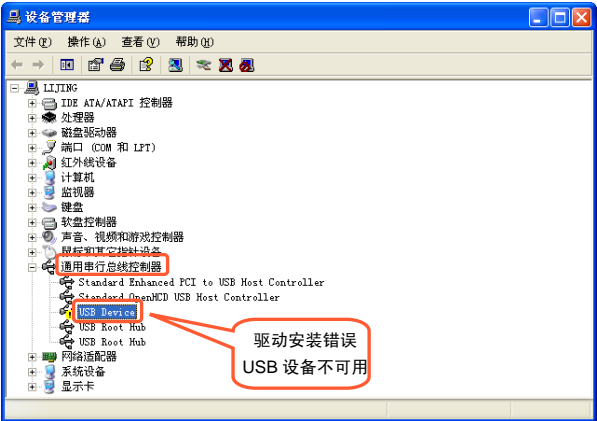 设备管理器
文件(F) 操作(A) 查看(V) 帮助(H)
LIJING
IDE ATA/ATAPI 控制器
处理器
磁盘驱动器
端口 (COM 和 LPT)
红外线设备
计算机
监视器
键盘
软盘控制器
声音、视频和游戏控制器
鼠标和其它指针设备
通用串行总线控制器
Standard Enhanced PCI to USB Host Controller
Standard OpenHCD USB Host Controller
USB Device
USB Root Hub
USB Root Hub
驱动安装错误
USB 设备不可用
网络适配器
系统设备
显示卡